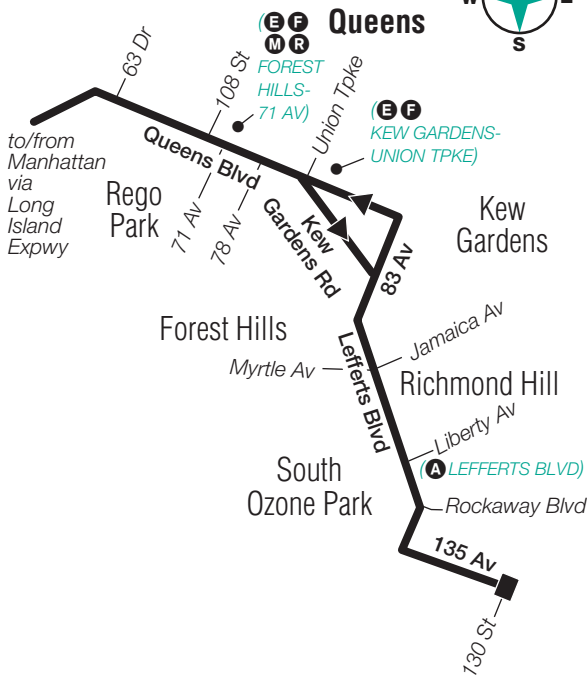 Queens
W
E
S
63 Dr
108 St
(E F
M R
FOREST
HILLS-
71 AV)
Union Tpke
(E F
KEW GARDENS-
UNION TPKE)
to/from
Manhattan
via
Long
Island
Expwy
Queens Blvd
Rego
Park
71 Av
78 Av
Kew
Gardens Rd
83 Av
Kew
Gardens
Forest Hills
Myrtle Av
Lefferts Blvd
Jamaica Av
Richmond Hill
Liberty Av
(A LEFFERTS BLVD)
South
Ozone Park
Rockaway Blvd
135 Av
130 St